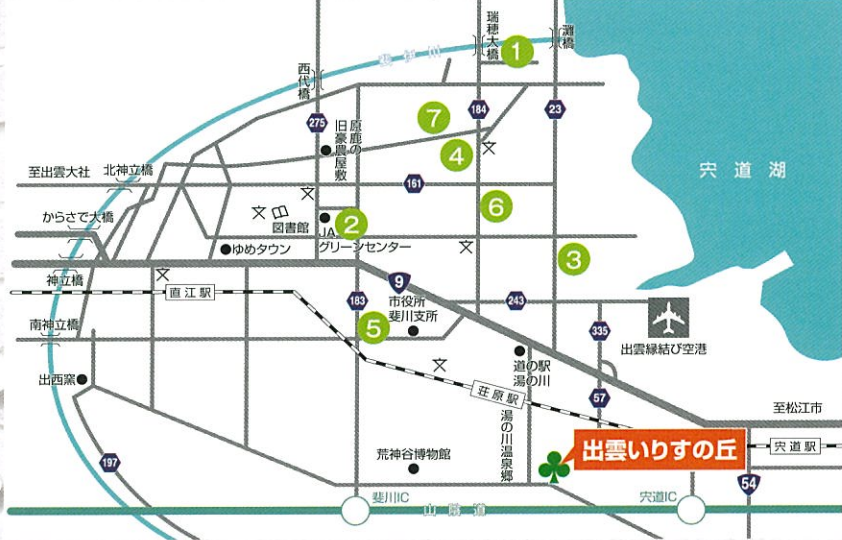 瑞穂大橋
灘橋
1
斐伊川
西代橋
7
184
23
275
原鹿の
旧豪農屋敷
4
宍道湖
至出雲大社
北神立橋
161
6
からさで大橋
図書館
2
JA
グリーンセンター
ゆめタウン
3
神立橋
9
直江駅
183
市役所
斐川支所
243
5
335
南神立橋
出雲縁結び空港
道の駅
湯の川
出西窯
荘原駅
57
至松江市
湯の川温泉郷
出雲いりすの丘
宍道駅
荒神谷博物館
197
54
斐川IC
山陰道
宍道IC